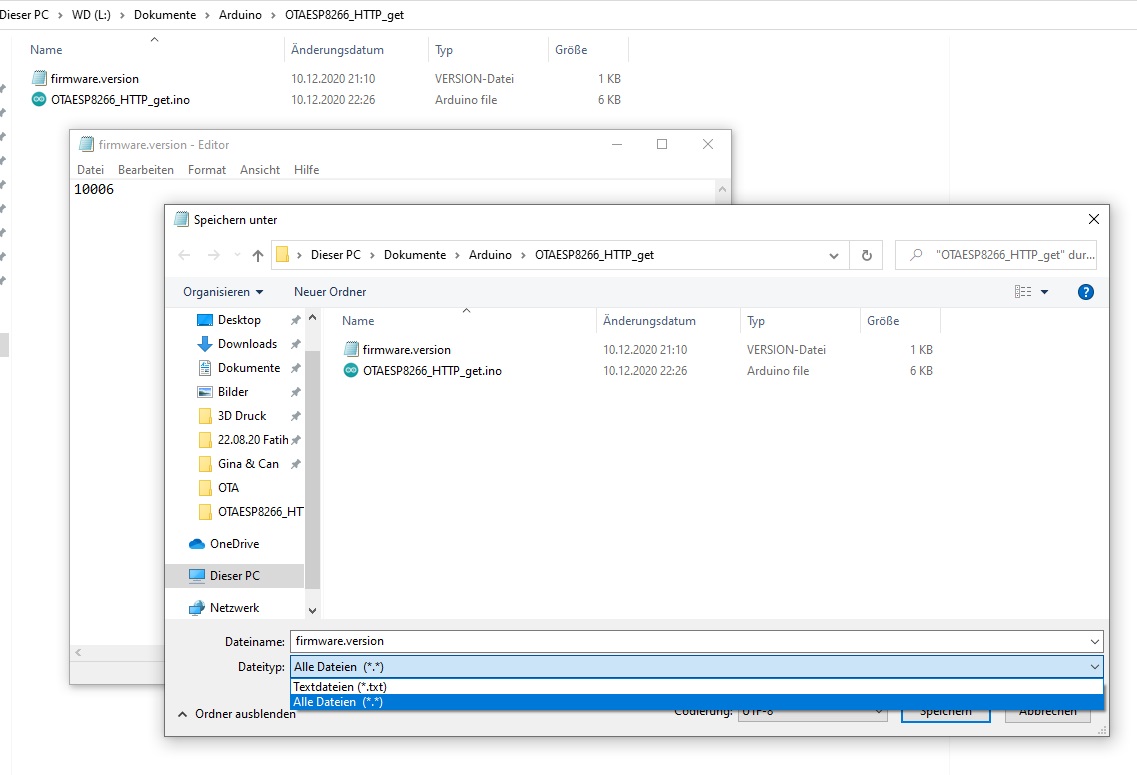 Dieser PC › WD (L:) › Dokumente › Arduino › OTAESP8266_HTTP_get
Name Änderungsdatum Typ Größe
firmware.version 10.12.2020 21:10 VERSION-Datei 1 KB
OTAESP8266_HTTP_get.ino 10.12.2020 22:26 Arduino file 6 KB
firmware.version - Editor
Datei Bearbeiten Format Ansicht Hilfe
10006
Speichern unter
› Dieser PC › Dokumente › Arduino › OTAESP8266_HTTP_get
"OTAESP8266_HTTP_get" dur...
Organisieren Neuer Ordner
?
Name Änderungsdatum Typ Größe
firmware.version 10.12.2020 21:10 VERSION-Datei 1 KB
OTAESP8266_HTTP_get.ino 10.12.2020 22:26 Arduino file 6 KB
Desktop
Downloads
Dokumente
Bilder
3D Druck
22.08.20 Fatih
Gina & Can
OTA
OTAESP8266_HT
OneDrive
Dieser PC
Netzwerk
Dateiname: firmware.version
Dateityp: Alle Dateien (*.*)
Textdateien (*.txt)
Alle Dateien (*.*)
Ordner ausblenden Codierung: UTF-8 Speichern Abbrechen